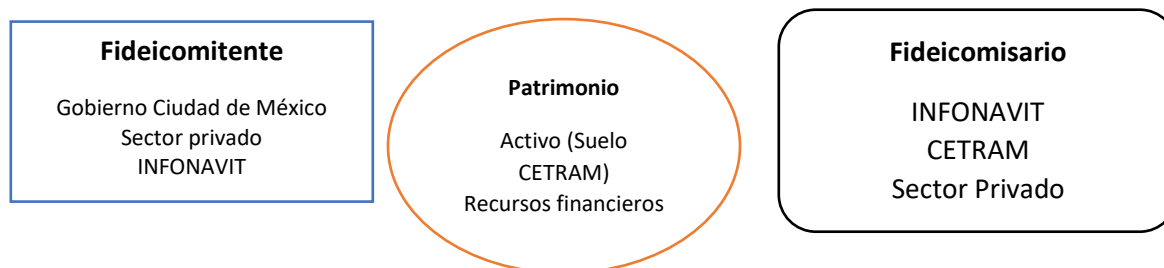 Fideicomitente
Gobierno Ciudad de México
Sector privado
INFONAVIT
Patrimonio
Activo (Suelo
CETRAM)
Recursos financieros
Fideicomisario
INFONAVIT
CETRAM
Sector Privado